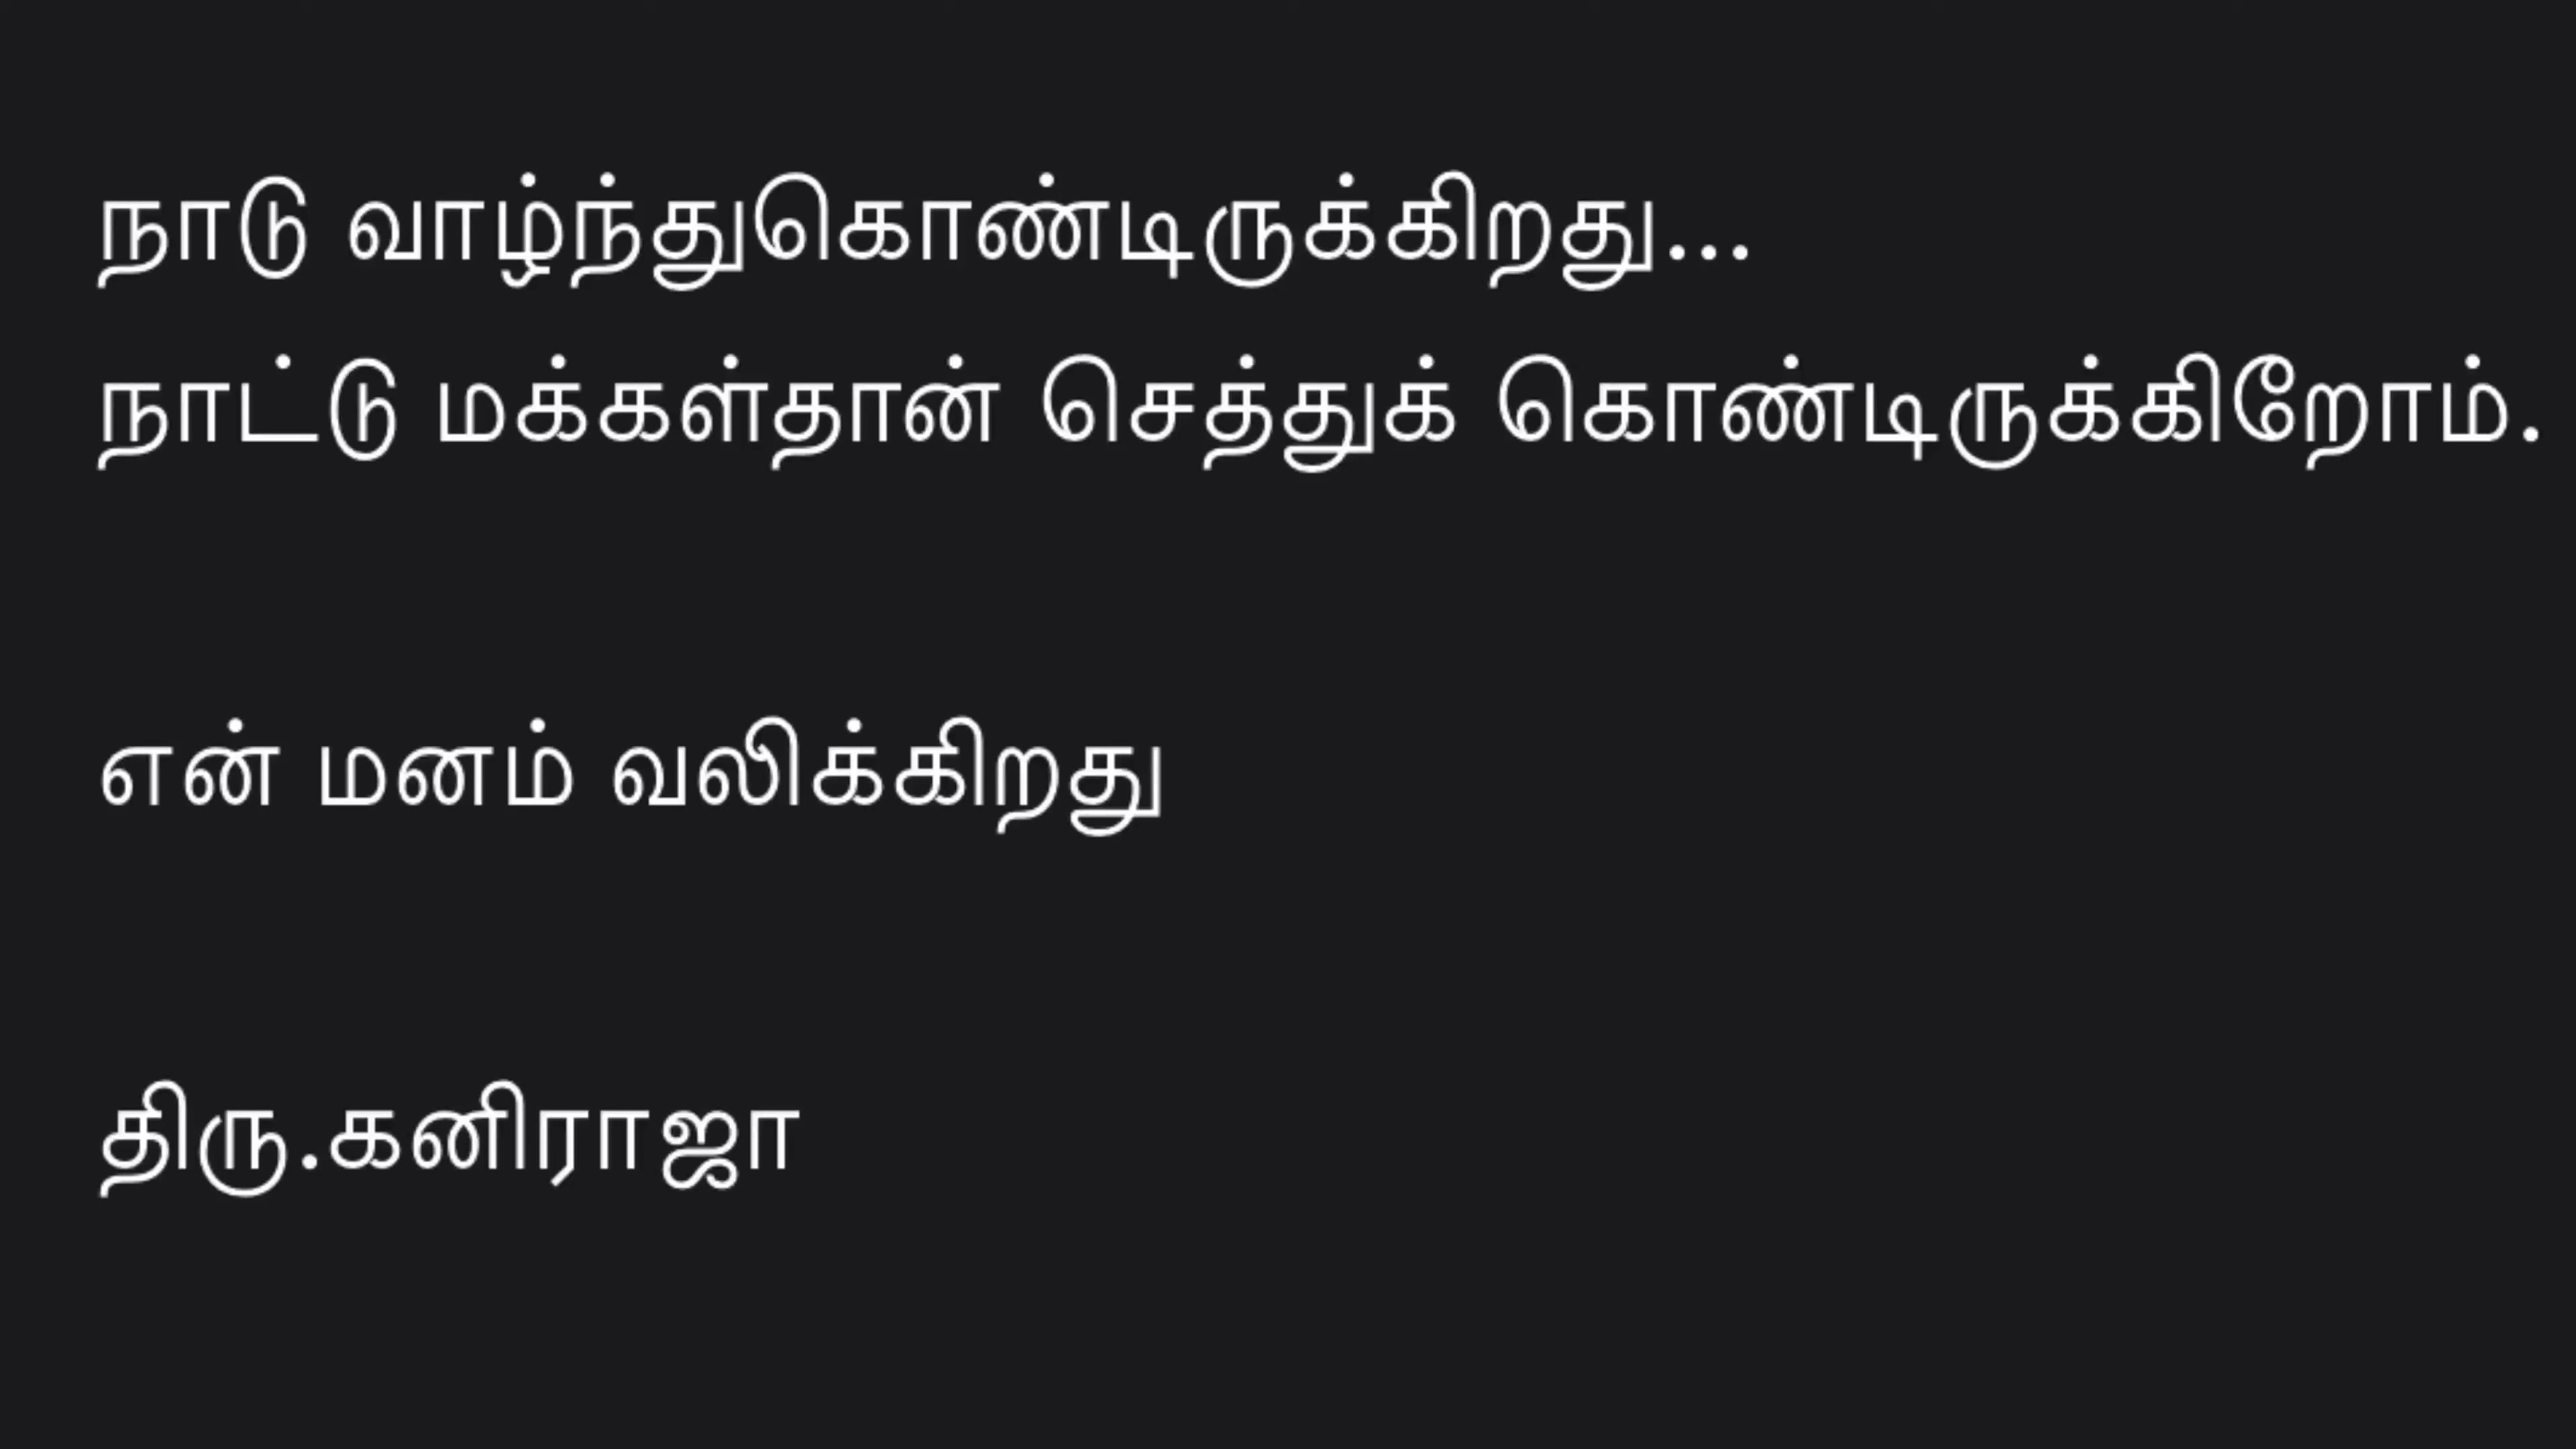 நாடு வாழ்ந்துகொண்டிருக்கிறது...
நாட்டு மக்கள்தான் செத்துக் கொண்டிருக்கிறோம்.
என் மனம் வலிக்கிறது
திரு.கனிராஜா